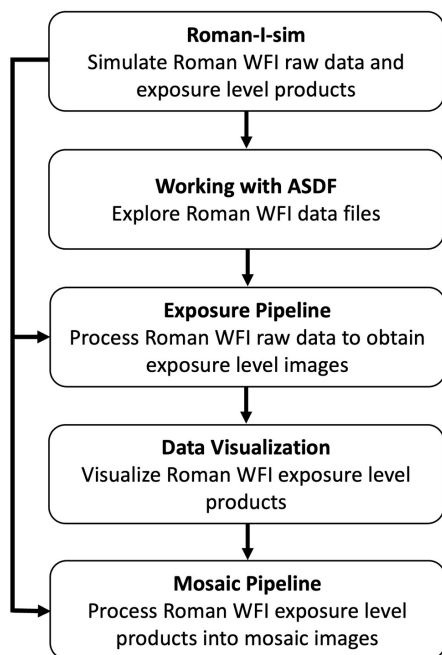 Roman-I-sim
Simulate Roman WFI raw data and
exposure level products
Working with ASDF
Explore Roman WFI data files
Exposure Pipeline
Process Roman WFI raw data to obtain
exposure level images
Data Visualization
Visualize Roman WFI exposure level
products
Mosaic Pipeline
Process Roman WFI exposure level
products into mosaic images